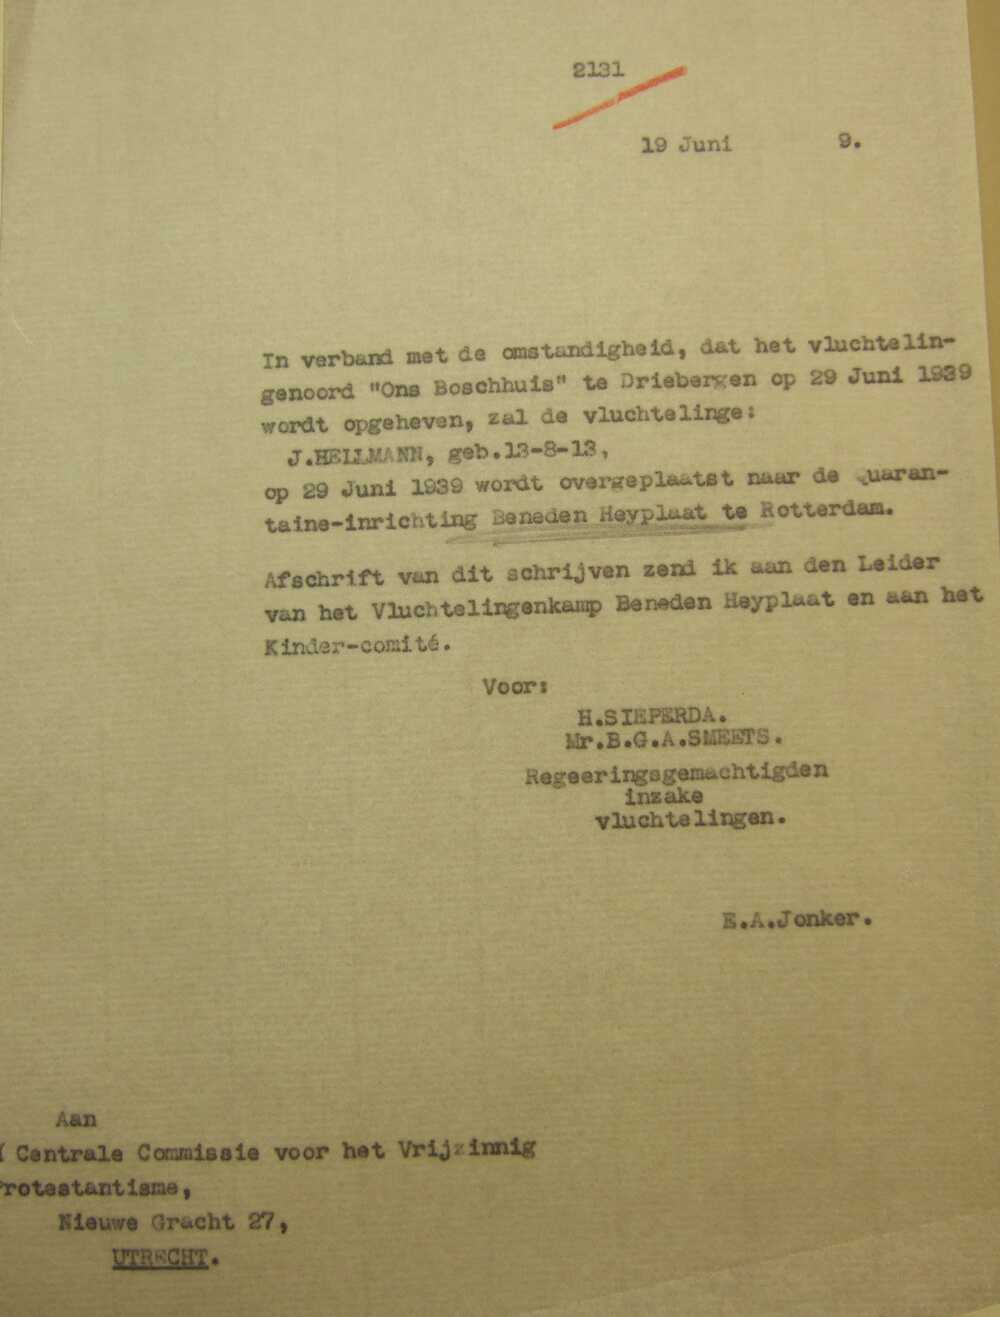 2131
19 Juni 9.
In verband met de omstandigheid, dat het vluchtelin-
genoord "Ons Boschhuis" te Driebergen op 29 Juni 1939
wordt opgeheven, zal de vluchtelinge:
J.HEILMANN, geb.13-8-13,
op 29 Juni 1939 wordt overgeplaatst naar de Quaran-
taine-inrichting Beneden Heyplaat te Rotterdam.
Afschrift van dit schrijven zend ik aan den Leider
van het Vluchtelingenkamp Beneden Heyplaat en aan het
Kinder-comité.
Voor:
H.SIEPERDA.
Mr.B.G.A.SMEETS.
Regeeringsgemachtigden
inzake
vluchtelingen.
E.A.Jonker.
Aan
Centrale Commissie voor het Vrijzinnig
Protestantisme,
Nieuwe Gracht 27,
UTRECHT.